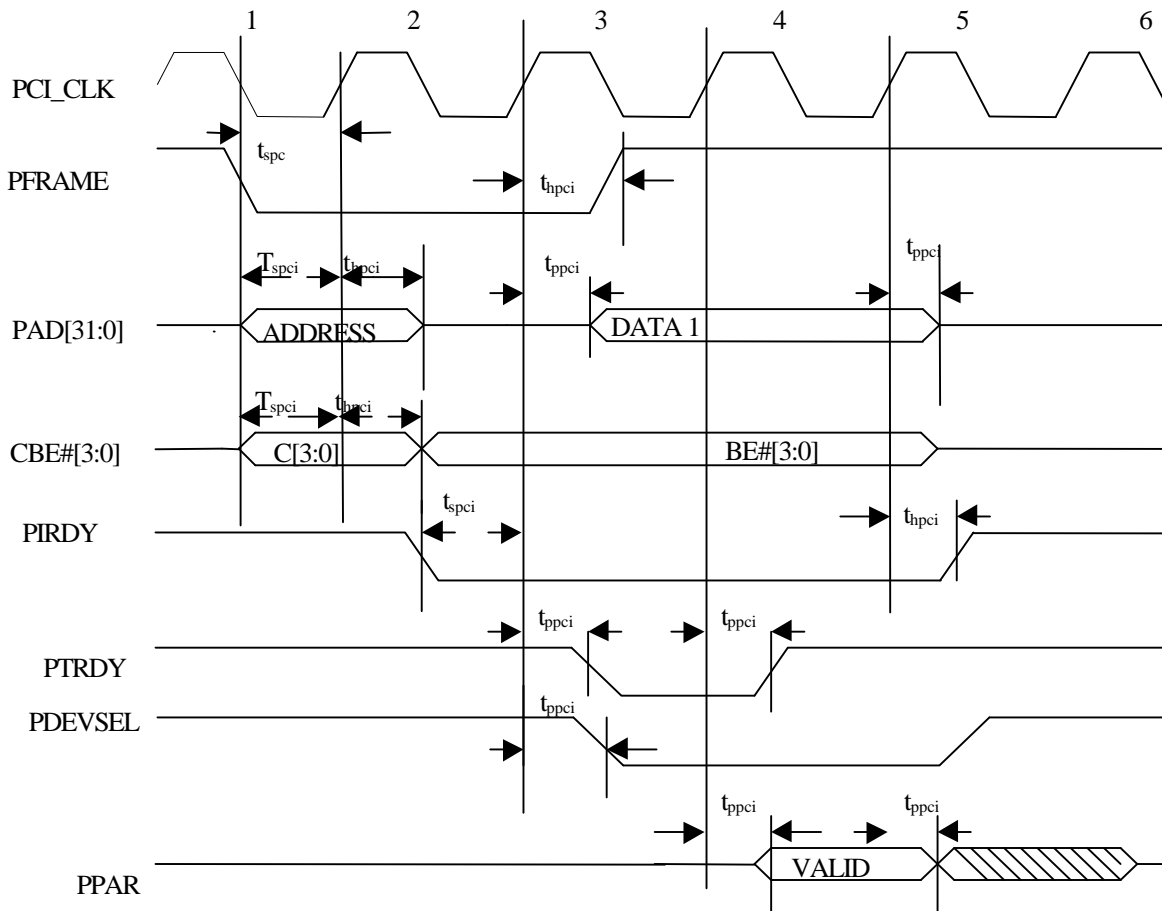 1 2 3 4 5 6
PCI_CLK
tspc
PFRAME
thpci
Tspci thpci tppci tppci
PAD[31:0]
ADDRESS DATA 1
Tspci thpci
CBE#[3:0]
C[3:0] BE#[3:0]
tspci thpci
PIRDY
tppci tppci
PTRDY
PDEVSEL
tppci
tppci tppci
VALID
PPAR